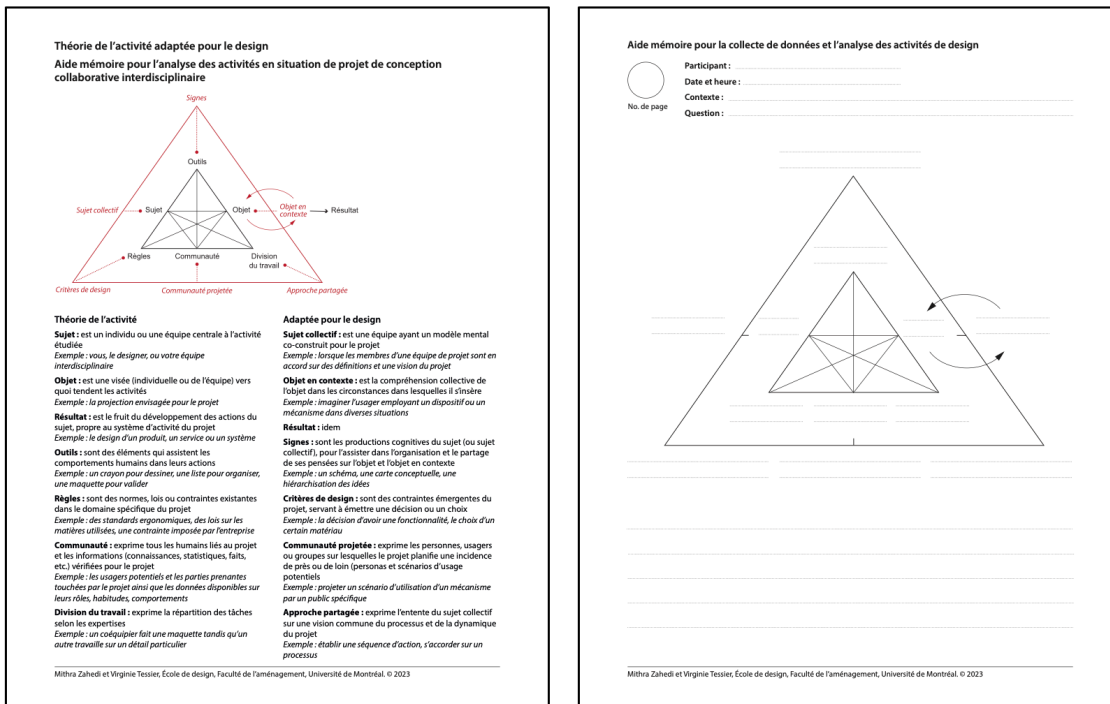 Théorie de l'activité adaptée pour le design
Aide mémoire pour l'analyse des activités en situation de projet de conception
collaborative interdisciplinaire
Signes
Outils
Sujet collectif
Sujet
Objet
Objet en
contexte
Résultat
Règles
Communauté
Division
du travail
Critères de design
Communauté projetée
Approche partagée
Théorie de l'activité
Sujet : est un individu ou une équipe centrale à l'activité
étudiée
Exemple : vous, le designer, ou votre équipe
interdisciplinaire
Objet : est une visée (individuelle ou de l'équipe) vers
quoi tendent les activités
Exemple : la projection envisagée pour le projet
Résultat : est le fruit du développement des actions du
sujet, propre au système d'activité du projet
Exemple : le design d'un produit, un service ou un système
Outils : sont des éléments qui assistent les
comportements humains dans leurs actions
Exemple : un crayon pour dessiner, une liste pour organiser,
une maquette pour valider
Règles : sont des normes, lois ou contraintes existantes
dans le domaine spécifique du projet
Exemple : des standards ergonomiques, des lois sur les
matières utilisées, une contrainte imposée par l'entreprise
Communauté : exprime tous les humains liés au projet
et les informations (connaissances, statistiques, faits,
etc.) vérifiées pour le projet
Exemple : les usagers potentiels et les parties prenantes
touchées par le projet ainsi que les données disponibles sur
leurs rôles, habitudes, comportements
Division du travail : exprime la répartition des tâches
selon les expertises
Exemple : un coéquipier fait une maquette tandis qu'un
autre travaille sur un détail particulier
Adaptée pour le design
Sujet collectif : est une équipe ayant un modèle mental
co-construit pour le projet
Exemple : lorsque les membres d'une équipe de projet sont en
accord sur des définitions et une vision du projet
Objet en contexte : est la compréhension collective de
l'objet dans les circonstances dans lesquelles il s'insère
Exemple : imaginer l'usager employant un dispositif ou un
mécanisme dans diverses situations
Résultat : idem
Signes : sont les productions cognitives du sujet (ou sujet
collectif), pour l'assister dans l'organisation et le partage
de ses pensées sur l'objet et l'objet en contexte
Exemple : un schéma, une carte conceptuelle, une
hiérarchisation des idées
Critères de design : sont des contraintes émergentes du
projet, servant à émettre une décision ou un choix
Exemple : la décision d'avoir une fonctionnalité, le choix d'un
certain matériau
Communauté projetée : exprime les personnes, usagers
ou groupes sur lesquelles le projet planifie une incidence
de près ou de loin (personas et scénarios d'usage
potentiels
Exemple : projeter un scénario d'utilisation d'un mécanisme
par un public spécifique
Approche partagée : exprime l'entente du sujet collectif
sur une vision commune du processus et de la dynamique
du projet
Exemple : établir une séquence d'action, s'accorder sur un
processus
Mithra Zahedi et Virginie Tessier, École de design, Faculté de l'aménagement, Université de Montréal. © 2023
Aide mémoire pour la collecte de données et l'analyse des activités de design
No. de page
Participant :
Date et heure :
Contexte :
Question :
Mithra Zahedi et Virginie Tessier, École de design, Faculté de l'aménagement, Université de Montréal. © 2023